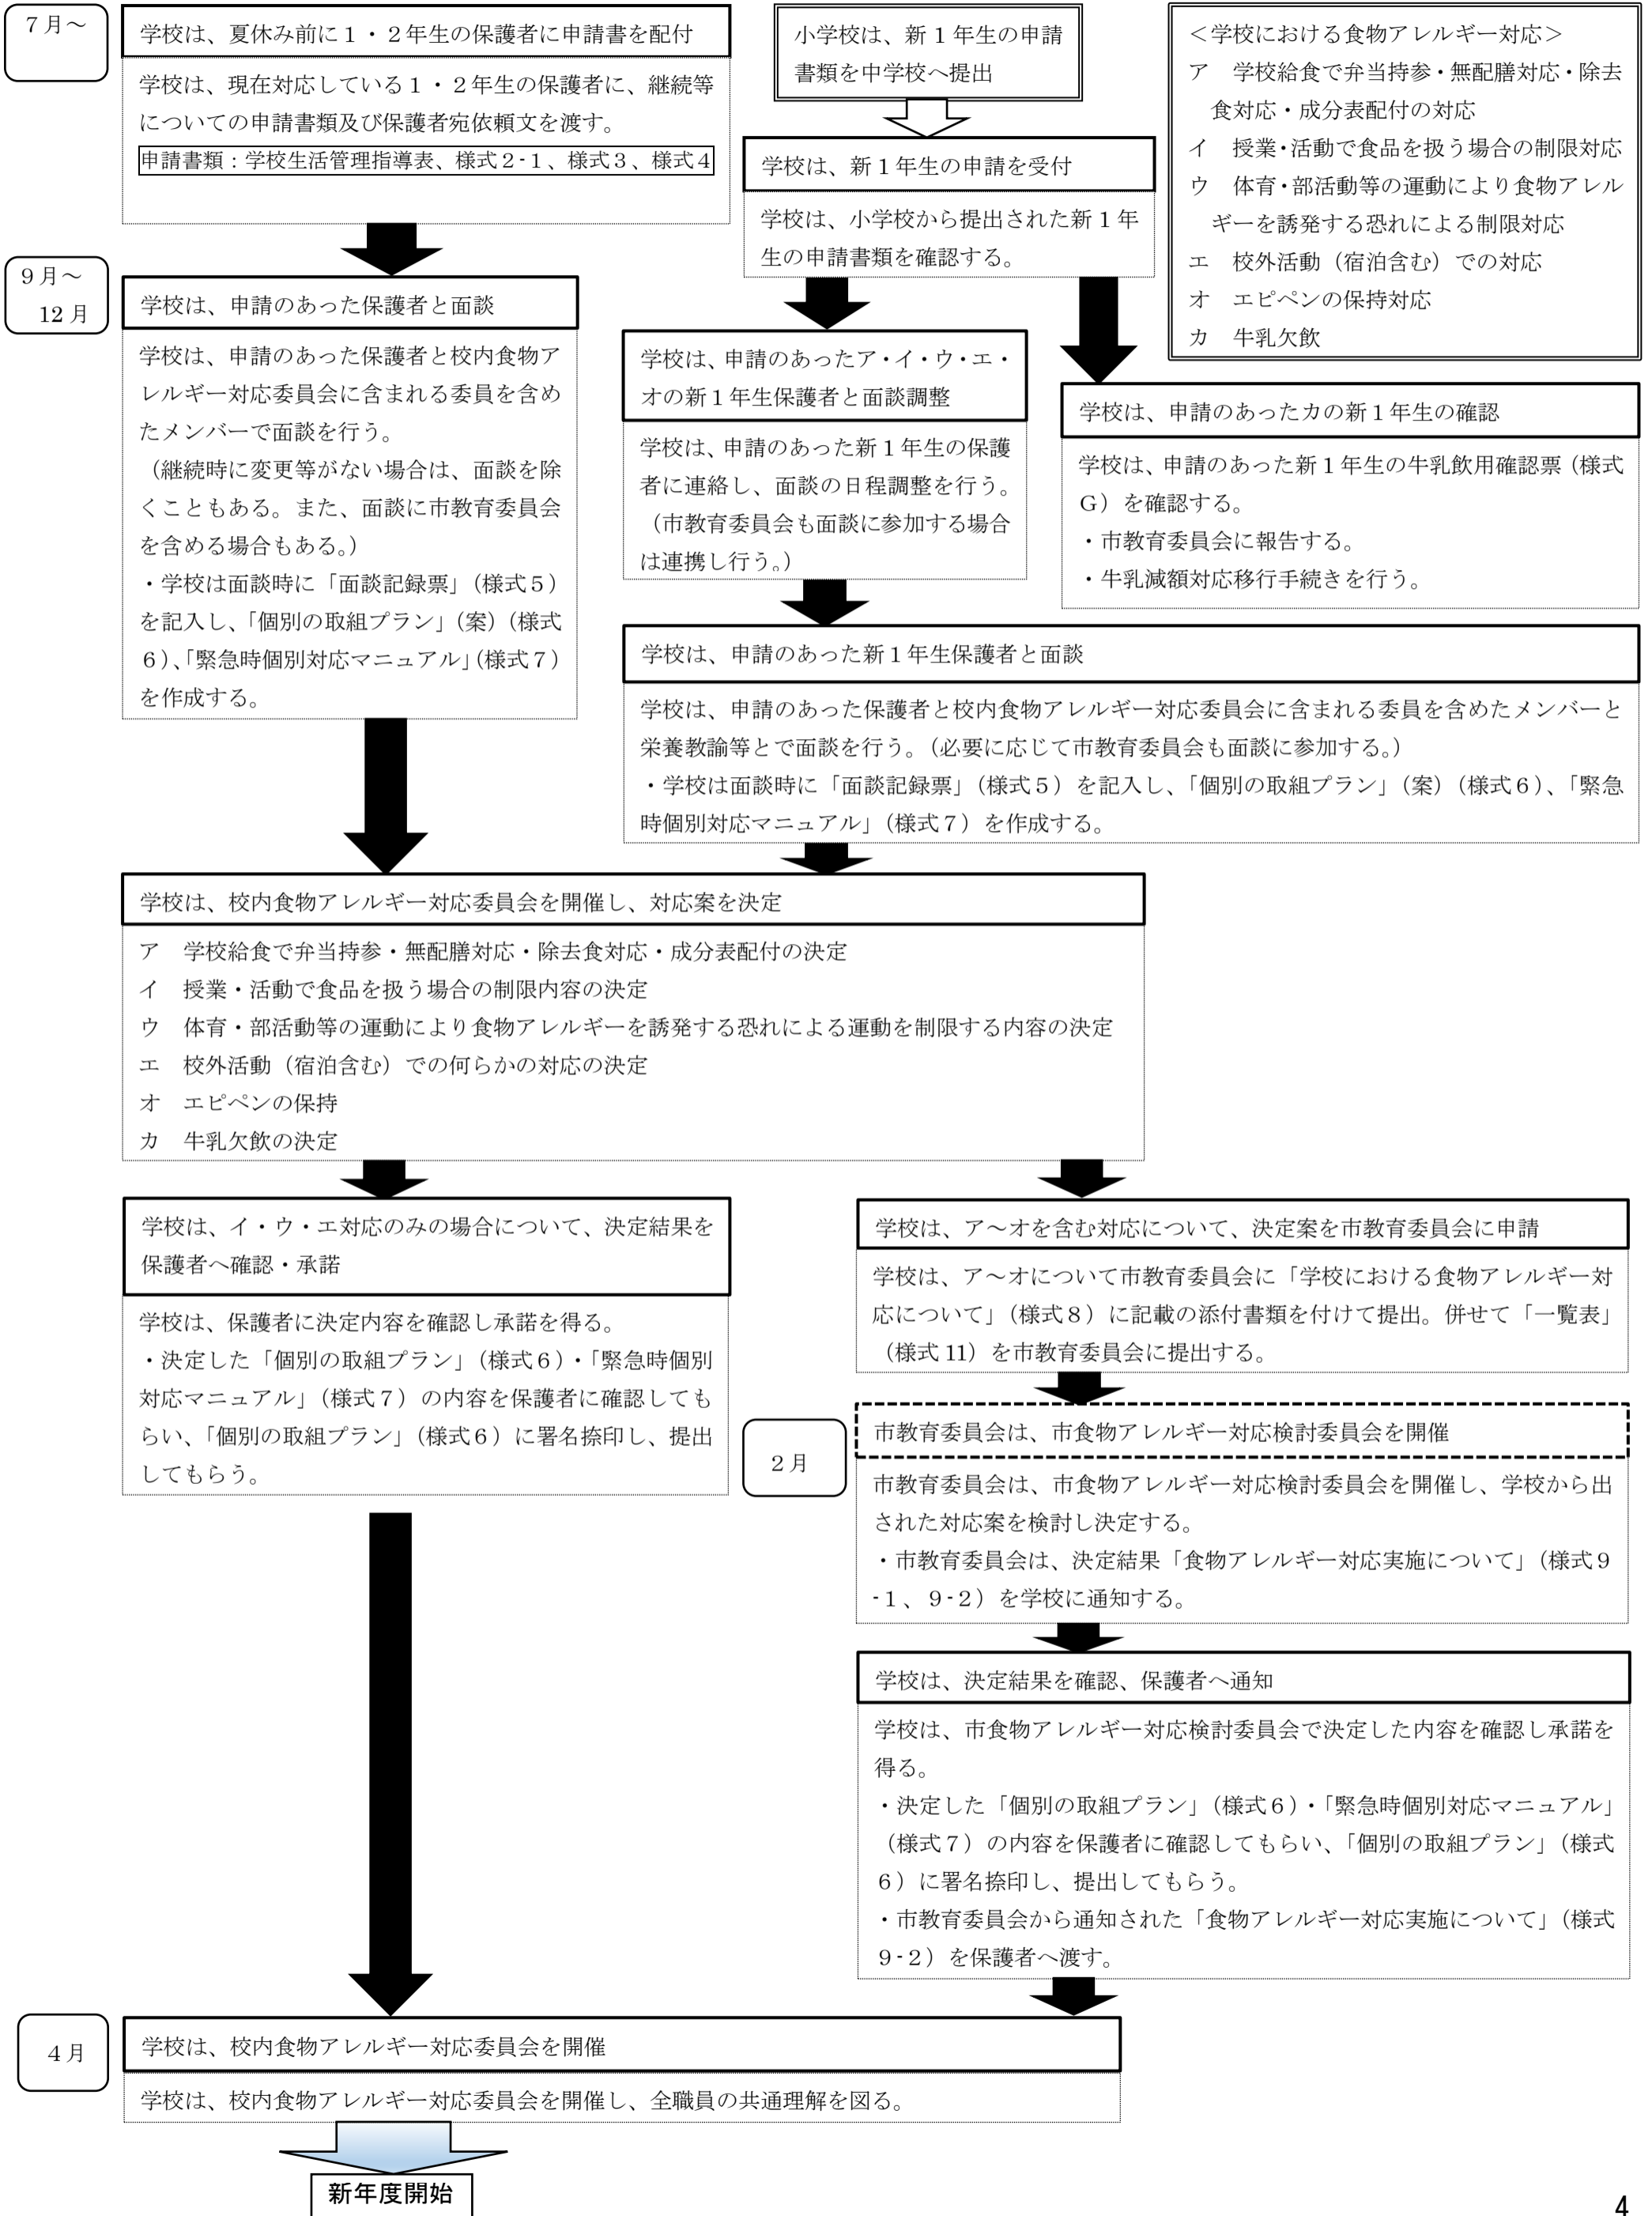 ７月～
学校は、夏休み前に１・２年生の保護者に申請書を配付
学校は、現在対応している１・２年生の保護者に、継続等
についての申請書類及び保護者宛依頼文を渡す。
申請書類：学校生活管理指導表、様式２-１、様式３、様式４
小学校は、新１年生の申請
書類を中学校へ提出
学校は、新１年生の申請を受付
学校は、小学校から提出された新１年
生の申請書類を確認する。
＜学校における食物アレルギー対応＞
ア　学校給食で弁当持参・無配膳対応・除去
食対応・成分表配付の対応
イ　授業・活動で食品を扱う場合の制限対応
ウ　体育・部活動等の運動により食物アレル
ギーを誘発する恐れによる制限対応
エ　校外活動（宿泊含む）での対応
オ　エピペンの保持対応
カ　牛乳欠飲
９月～
12月
学校は、申請のあった保護者と面談
学校は、申請のあった保護者と校内食物ア
レルギー対応委員会に含まれる委員を含め
たメンバーで面談を行う。
（継続時に変更等がない場合は、面談を除
くこともある。また、面談に市教育委員会
を含める場合もある。）
・学校は面談時に「面談記録票」（様式５）
を記入し、「個別の取組プラン」（案）（様式
６）、「緊急時個別対応マニュアル」（様式７）
を作成する。
学校は、申請のあったア・イ・ウ・エ・
オの新１年生保護者と面談調整
学校は、申請のあった新１年生の保護
者に連絡し、面談の日程調整を行う。
（市教育委員会も面談に参加する場合
は連携し行う。）
学校は、申請のあったカの新１年生の確認
学校は、申請のあった新１年生の牛乳飲用確認票（様式
Ｇ）を確認する。
・市教育委員会に報告する。
・牛乳減額対応移行手続きを行う。
学校は、申請のあった新１年生保護者と面談
学校は、申請のあった保護者と校内食物アレルギー対応委員会に含まれる委員を含めたメンバーと
栄養教諭等とで面談を行う。（必要に応じて市教育委員会も面談に参加する。）
・学校は面談時に「面談記録票」（様式５）を記入し、「個別の取組プラン」（案）（様式６）、「緊急
時個別対応マニュアル」（様式７）を作成する。
学校は、校内食物アレルギー対応委員会を開催し、対応案を決定
ア　学校給食で弁当持参・無配膳対応・除去食対応・成分表配付の決定
イ　授業・活動で食品を扱う場合の制限内容の決定
ウ　体育・部活動等の運動により食物アレルギーを誘発する恐れによる運動を制限する内容の決定
エ　校外活動（宿泊含む）での何らかの対応の決定
オ　エピペンの保持
カ　牛乳欠飲の決定
学校は、イ・ウ・エ対応のみの場合について、決定結果を
保護者へ確認・承諾
学校は、保護者に決定内容を確認し承諾を得る。
・決定した「個別の取組プラン」（様式６）・「緊急時個別
対応マニュアル」（様式７）の内容を保護者に確認しても
らい、「個別の取組プラン」（様式６）に署名捺印し、提出
してもらう。
学校は、ア～オを含む対応について、決定案を市教育委員会に申請
学校は、ア～オについて市教育委員会に「学校における食物アレルギー対
応について」（様式８）に記載の添付書類を付けて提出。併せて「一覧表」
（様式 11）を市教育委員会に提出する。
２月
市教育委員会は、市食物アレルギー対応検討委員会を開催
市教育委員会は、市食物アレルギー対応検討委員会を開催し、学校から出
された対応案を検討し決定する。
・市教育委員会は、決定結果「食物アレルギー対応実施について」（様式９
-１、９-２）を学校に通知する。
学校は、決定結果を確認、保護者へ通知
学校は、市食物アレルギー対応検討委員会で決定した内容を確認し承諾を
得る。
・決定した「個別の取組プラン」（様式６）・「緊急時個別対応マニュアル」
（様式７）の内容を保護者に確認してもらい、「個別の取組プラン」（様式
６）に署名捺印し、提出してもらう。
・市教育委員会から通知された「食物アレルギー対応実施について」（様式
９-２）を保護者へ渡す。
４月
学校は、校内食物アレルギー対応委員会を開催
学校は、校内食物アレルギー対応委員会を開催し、全職員の共通理解を図る。
新年度開始
4